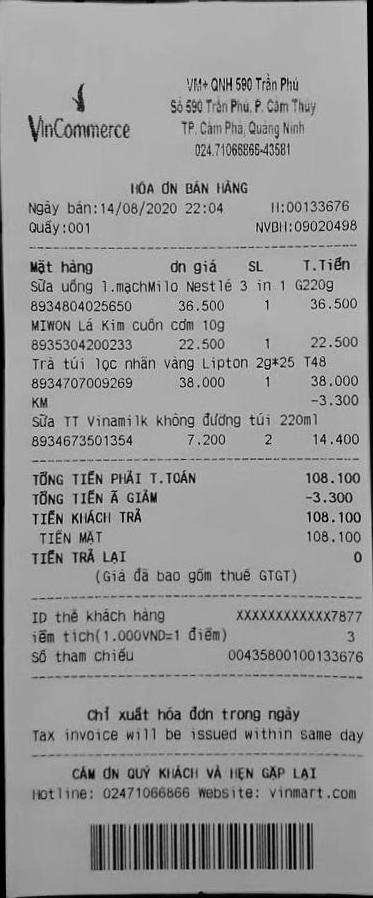 VinCommerce
VM+ QNH 590 Trần Phú
Số 590 Trần Phú, P. Cẩm Thủy
TP. Cẩm Phả, Quảng Ninh
024.71066866-43581
HÓA ƠN BÁN HÀNG
Ngày bán:14/08/2020 22:04 H:00133676
Quầy:001 NVBH:09020498
Mặt hàng ơn giá SL T.Tiền
Sữa uống l.mạchMilo Nestlé 3 in 1 G220g
8934804025650 36.500 1 36.500
MIWON Lá Kim cuốn cơm 10g
8935304200233 22.500 1 22.500
Trà túi lọc nhãn vàng Lipton 2g*25 T48
8934707009269 38.000 1 38.000
KM -3.300
Sữa TT Vinamilk không đường túi 220ml
8934673501354 7.200 2 14.400
TỔNG TIỀN PHẢI T.TOÁN 108.100
TỔNG TIỀN Ã GIẢM -3.300
TIỀN KHÁCH TRẢ 108.100
TIỀN MẶT 108.100
TIỀN TRẢ LẠI 0
(Giá đã bao gồm thuế GTGT)
ID thẻ khách hàng XXXXXXXXXXXX7877
iểm tích(1.000VND=1 điểm) 3
Số tham chiếu 00435800100133676
Chỉ xuất hóa đơn trong ngày
Tax invoice will be issued within same day
CẢM ƠN QUÝ KHÁCH VÀ HẸN GẶP LẠI
Hotline: 02471066866 Website: vinmart.com